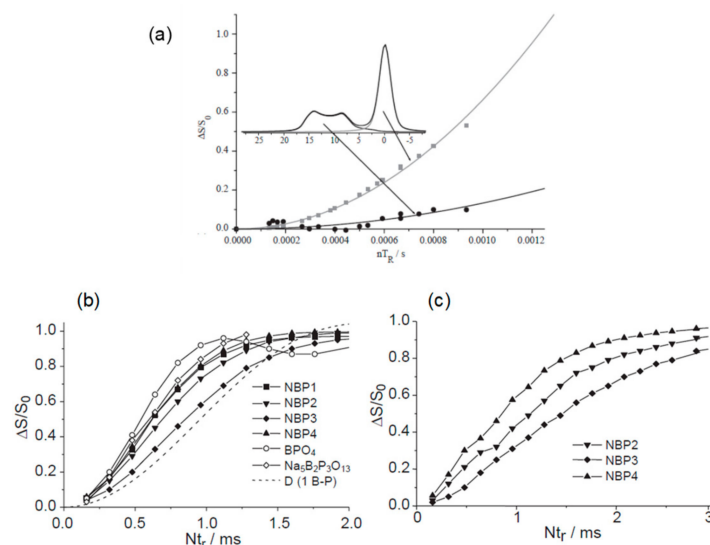 (a)
1.0
0.8
0.6
0.4
0.2
0.0
ΔS/S0
25 20 15 10 5 0 -5
0.0000 0.0002 0.0004 0.0006 0.0008 0.0010 0.0012
nTR / s
(b)
1.0
0.8
0.6
0.4
0.2
0.0
ΔS/S0
NBP1
NBP2
NBP3
NBP4
BPO4
Na5B2P3O13
D (1 B-P)
0.0 0.5 1.0 1.5 2.0
Ntr / ms
(c)
1.0
0.8
0.6
0.4
0.2
0.0
ΔS/S0
NBP2
NBP3
NBP4
0 1 2 3
Ntr / ms